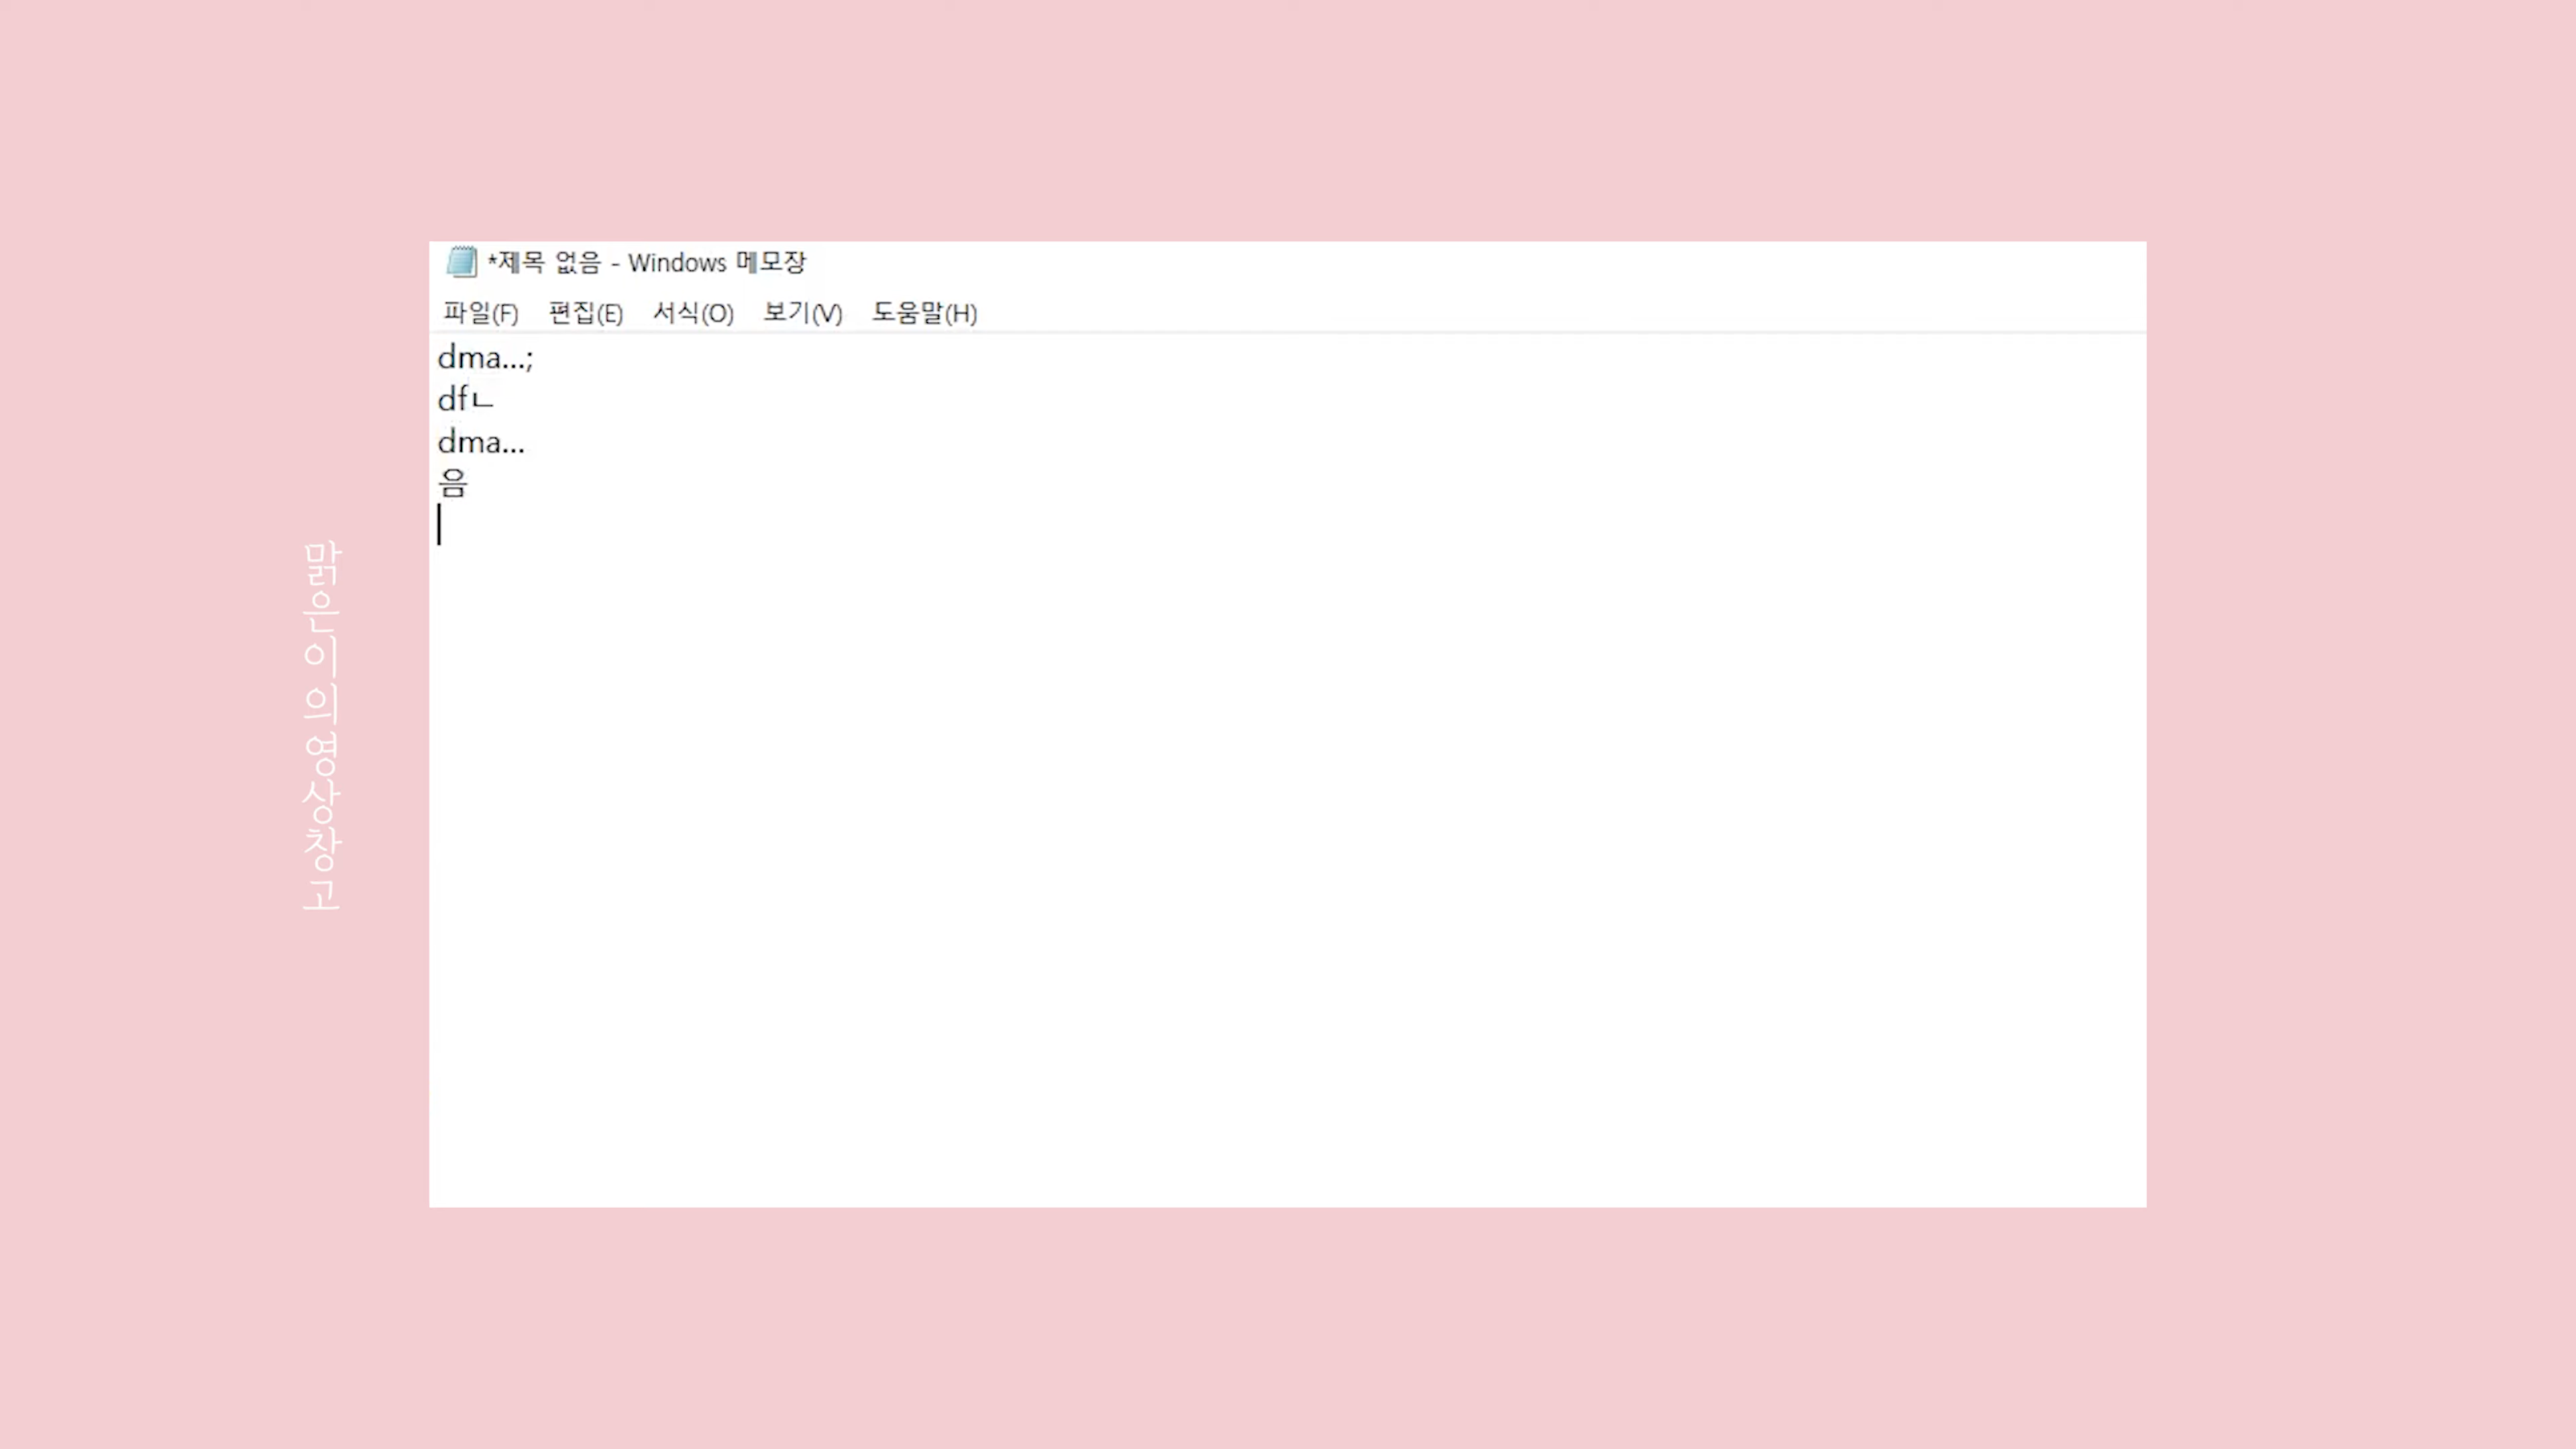 *제목 없음 - Windows 메모장
파일(F) 편집(E) 서식(O) 보기(V) 도움말(H)
dma...;
dfㄴ
dma...
음
맑은이의영상창고